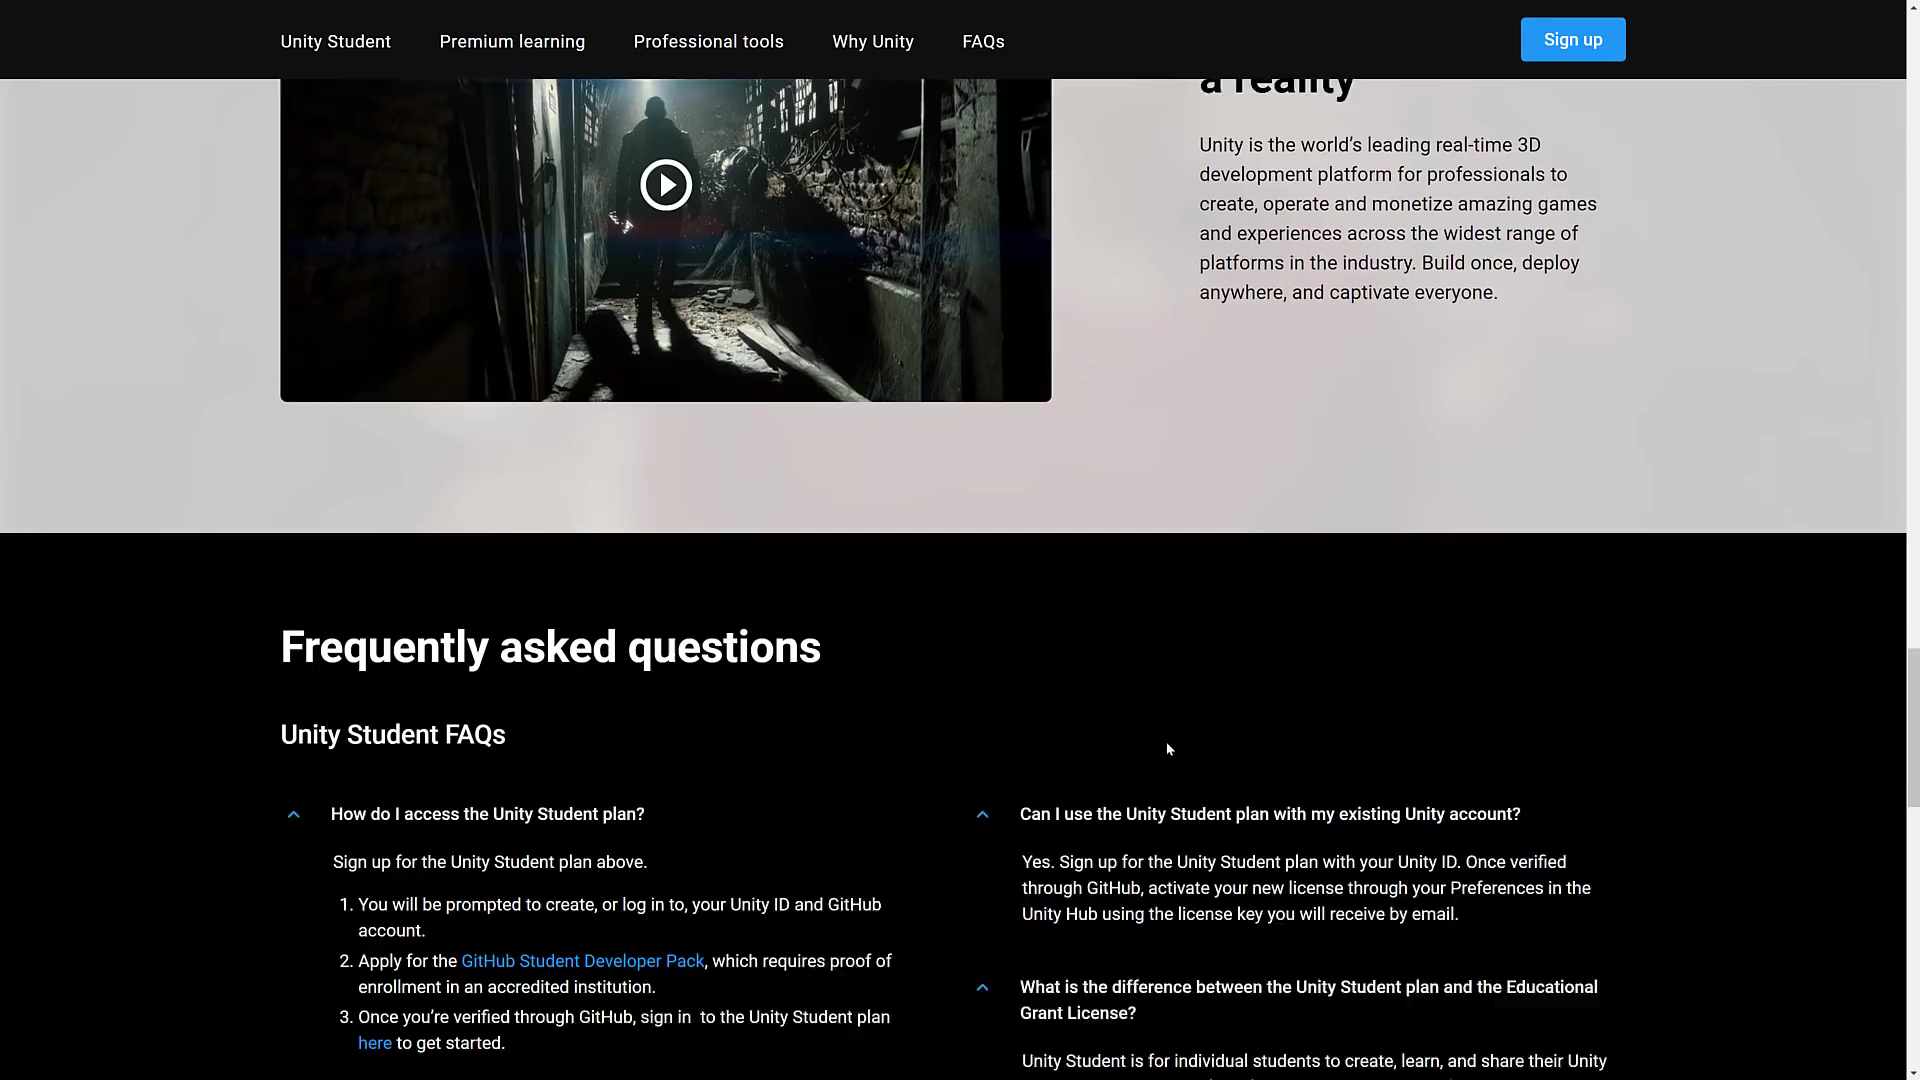 Unity Student
Premium learning
Professional tools
Why Unity
FAQs
Sign up
a reality
Unity is the world’s leading real-time 3D
development platform for professionals to
create, operate and monetize amazing games
and experiences across the widest range of
platforms in the industry. Build once, deploy
anywhere, and captivate everyone.
Frequently asked questions
Unity Student FAQs
How do I access the Unity Student plan?
Sign up for the Unity Student plan above.
1. You will be prompted to create, or log in to, your Unity ID and GitHub
account.
2. Apply for the GitHub Student Developer Pack, which requires proof of
enrollment in an accredited institution.
3. Once you’re verified through GitHub, sign in to the Unity Student plan
here to get started.
Can I use the Unity Student plan with my existing Unity account?
Yes. Sign up for the Unity Student plan with your Unity ID. Once verified
through GitHub, activate your new license through your Preferences in the
Unity Hub using the license key you will receive by email.
What is the difference between the Unity Student plan and the Educational
Grant License?
Unity Student is for individual students to create, learn, and share their Unity